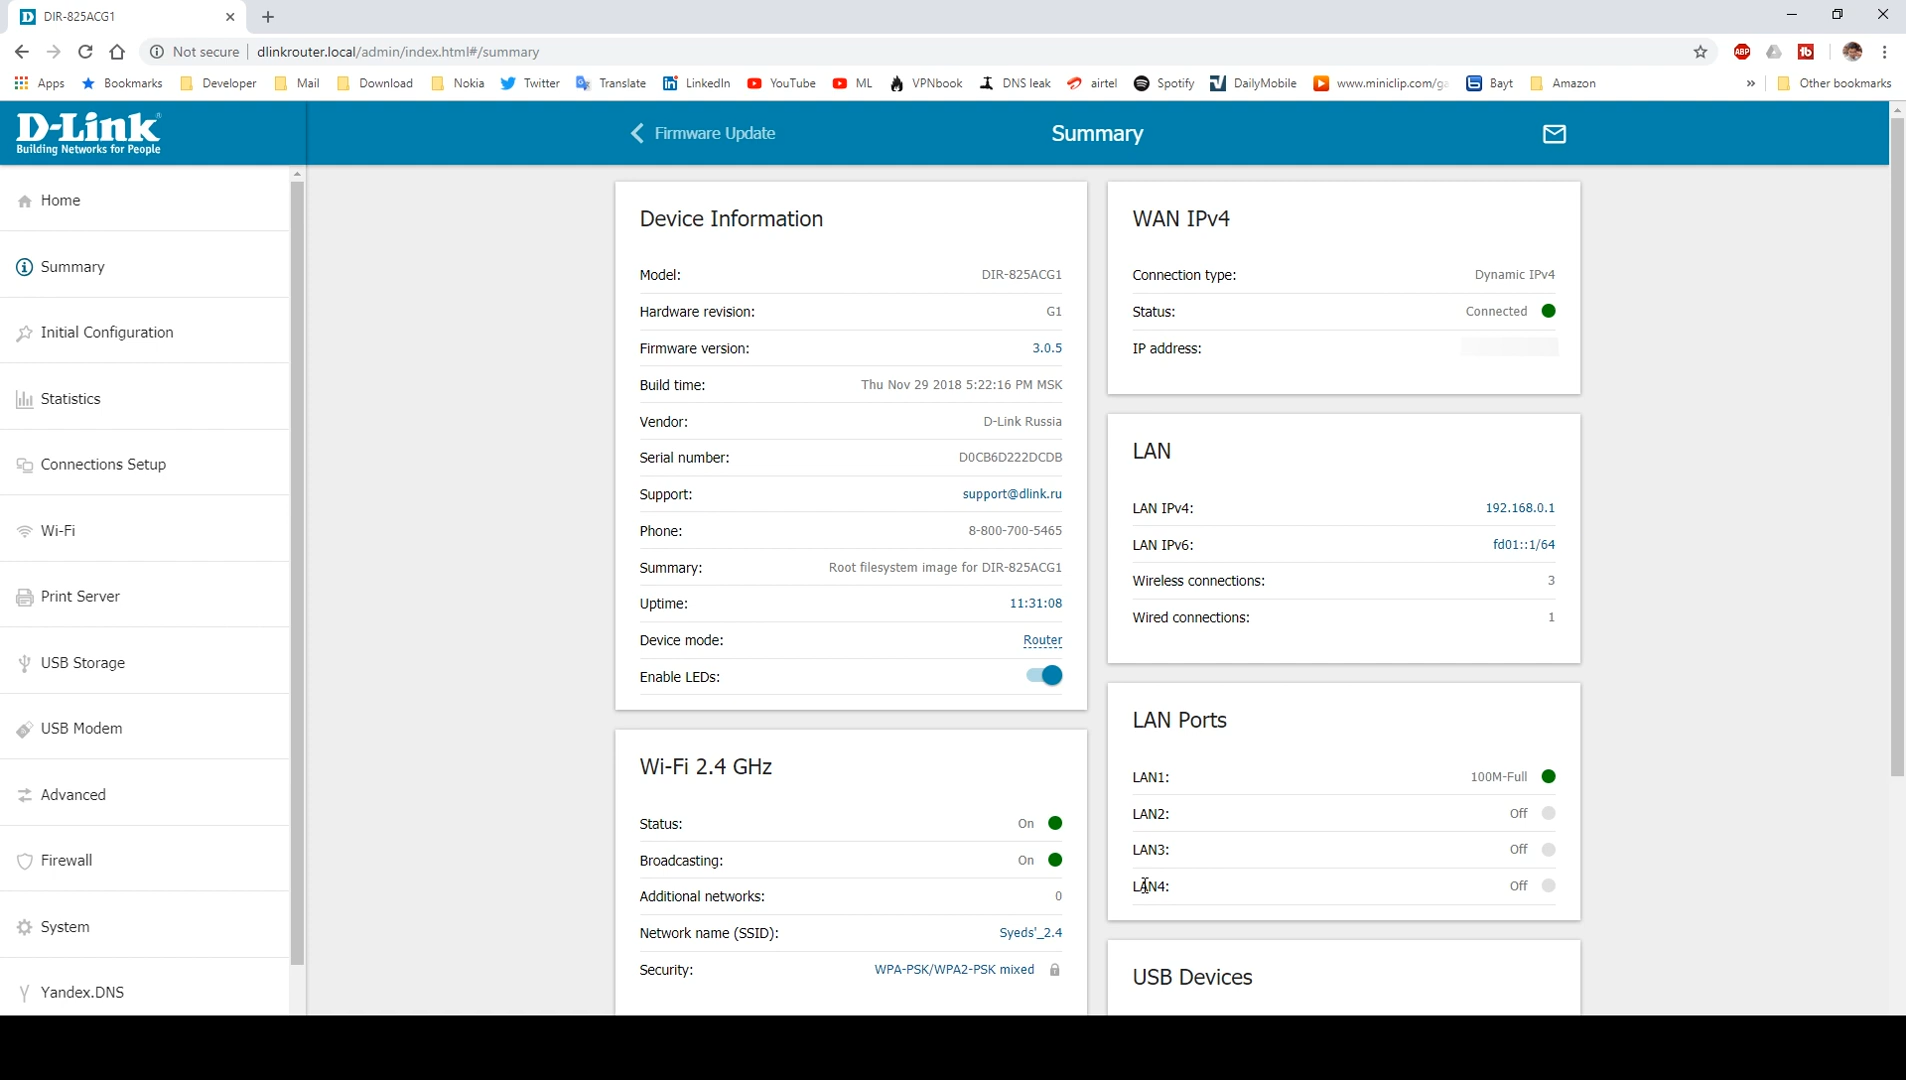 DIR-825ACG1
Not secure
dlinkrouter.local/admin/index.html#/summary
Apps
Bookmarks
Developer
Mail
Download
Nokia
Twitter
Translate
LinkedIn
YouTube
ML
VPNbook
DNS leak
airtel
Spotify
DailyMobile
www.miniclip.com/ga
Bayt
Amazon
»
Other bookmarks
D-Link
Building Networks for People
Firmware Update
Summary
Home
Summary
Initial Configuration
Statistics
Connections Setup
Wi-Fi
Print Server
USB Storage
USB Modem
Advanced
Firewall
System
Yandex.DNS
Device Information
Model: DIR-825ACG1
Hardware revision: G1
Firmware version: 3.0.5
Build time: Thu Nov 29 2018 5:22:16 PM MSK
Vendor: D-Link Russia
Serial number: D0CB6D222DCDB
Support: support@dlink.ru
Phone: 8-800-700-5465
Summary: Root filesystem image for DIR-825ACG1
Uptime: 11:31:08
Device mode: Router
Enable LEDs:
Wi-Fi 2.4 GHz
Status: On
Broadcasting: On
Additional networks: 0
Network name (SSID): Syeds'_2.4
Security: WPA-PSK/WPA2-PSK mixed
WAN IPv4
Connection type: Dynamic IPv4
Status: Connected
IP address:
LAN
LAN IPv4: 192.168.0.1
LAN IPv6: fd01::1/64
Wireless connections: 3
Wired connections: 1
LAN Ports
LAN1: 100M-Full
LAN2: Off
LAN3: Off
LAN4: Off
USB Devices